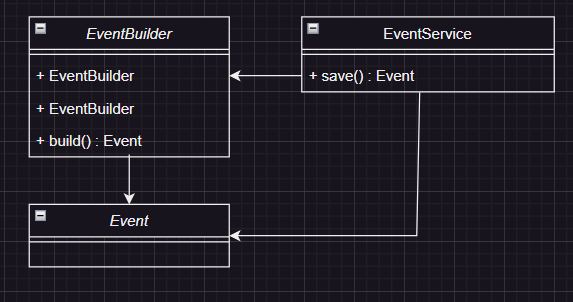 EventBuilder
+ EventBuilder
+ EventBuilder
+ build() : Event
EventService
+ save() : Event
Event